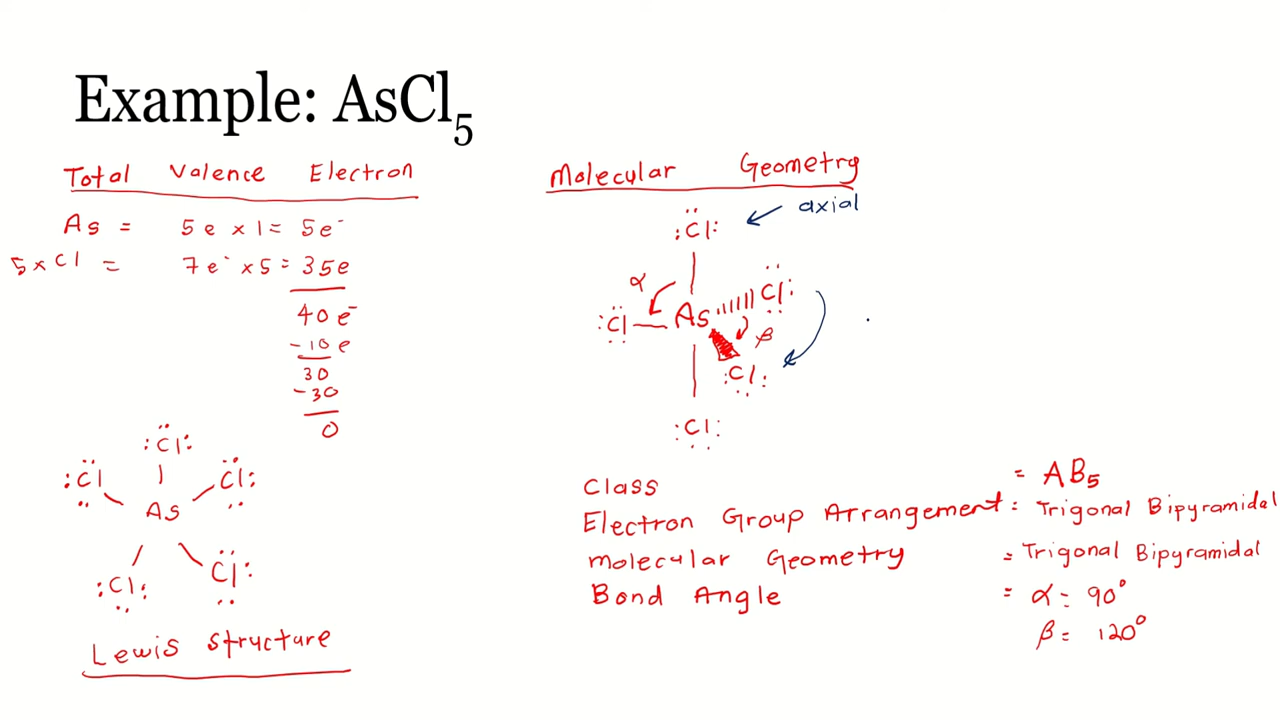 Example: AsCl₅
Total Valence Electron
As = 5e x 1 = 5e⁻
5 x Cl = 7e⁻ x 5 = 35e
40e⁻
-10e
30
-30
0
Cl
Cl
Cl
As
Cl
Cl
Lewis structure
Molecular Geometry
Cl
axial
α
Cl
As
Cl
β
Cl
Cl
Class = AB₅
Electron Group Arrangement = Trigonal Bipyramidal
molecular Geometry = Trigonal Bipyramidal
Bond Angle = α = 90°
β = 120°